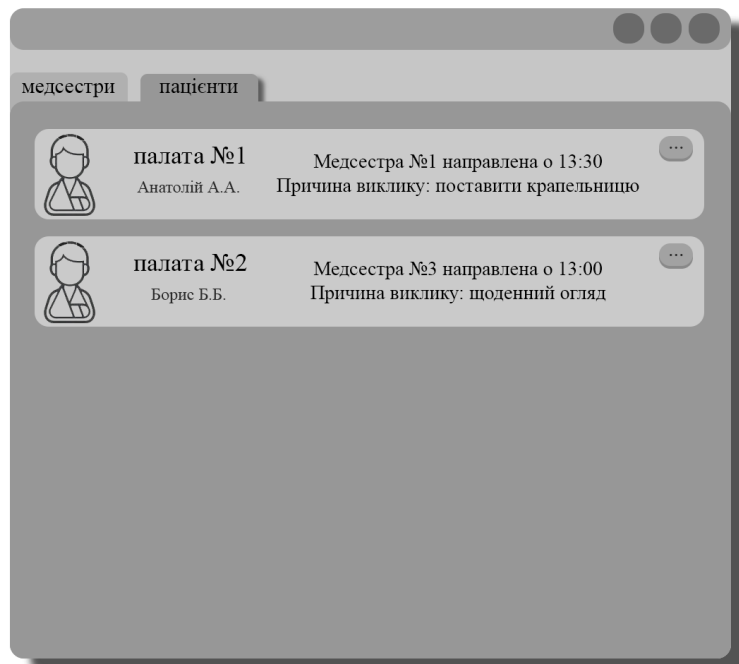 медсестри
пацієнти
палата №1
Анатолій А.А.
Медсестра №1 направлена о 13:30
Причина виклику: поставити крапельницю
...
палата №2
Борис Б.Б.
Медсестра №3 направлена о 13:00
Причина виклику: щоденний огляд
...